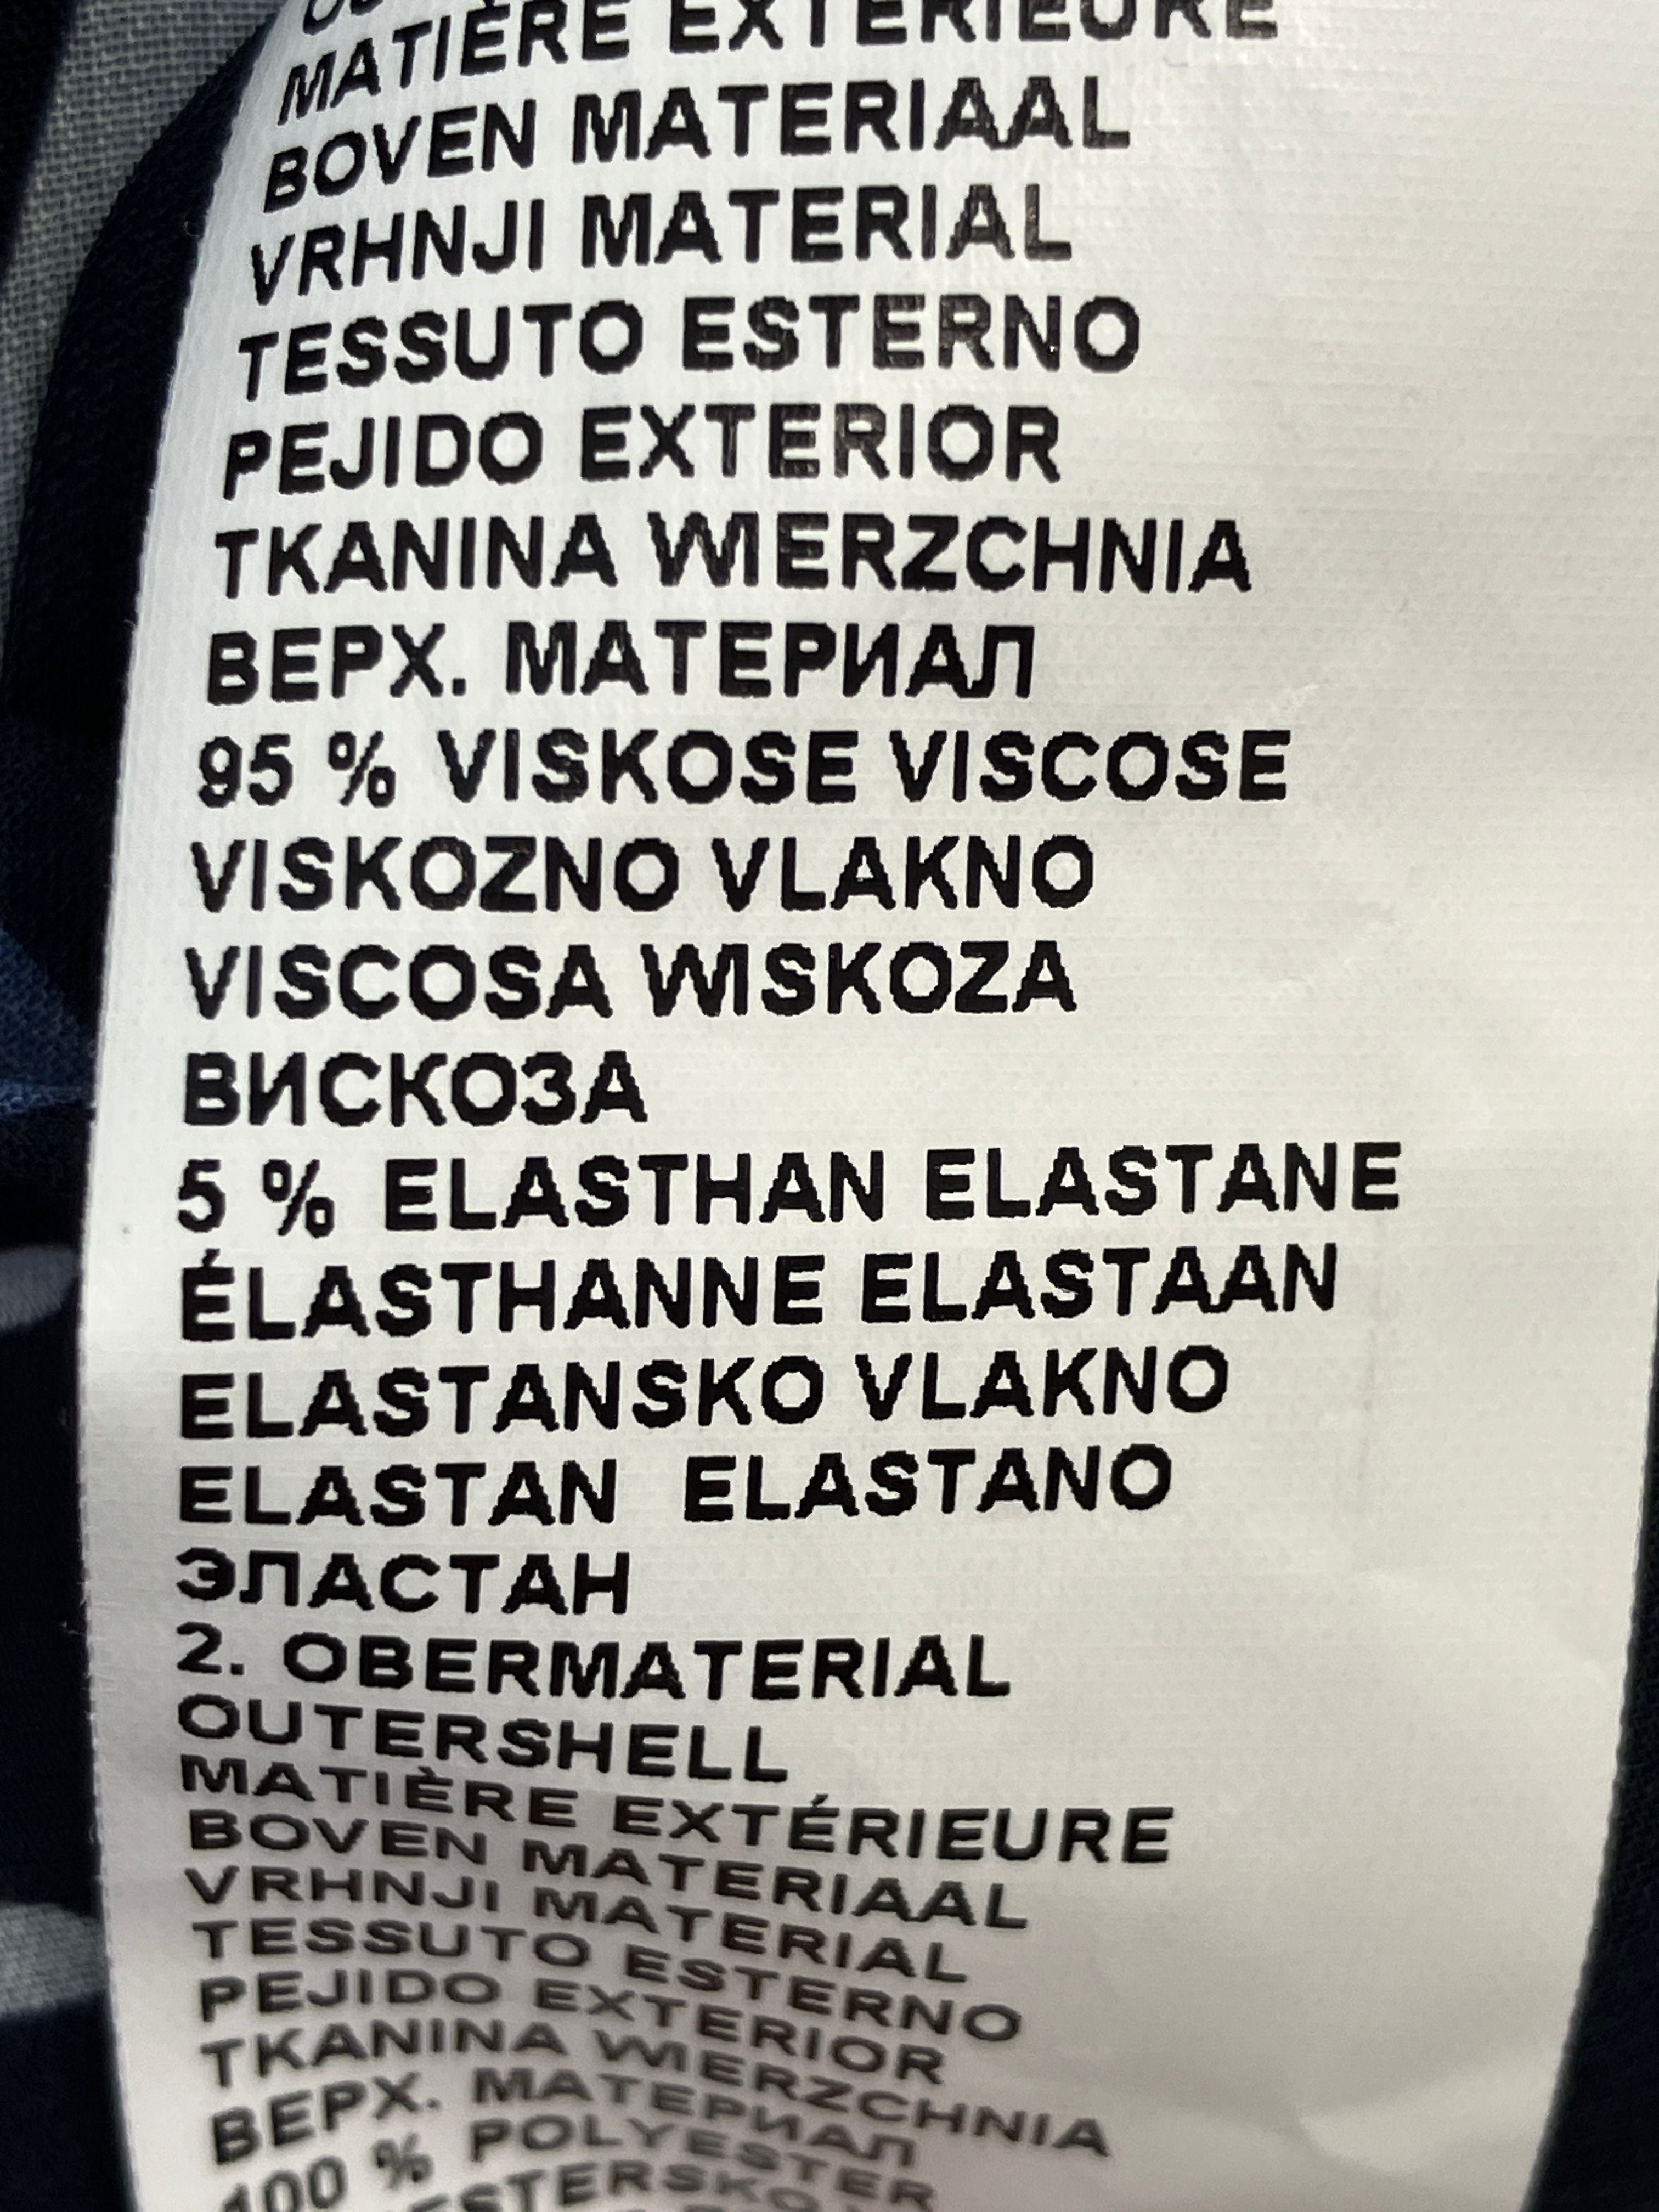 MATIÈRE EXTÉRIEURE
BOVEN MATERIAAL
VRHNJI MATERIAL
TESSUTO ESTERNO
PEJIDO EXTERIOR
TKANINA WIERZCHNIA
ВЕРХ. МАТЕРИАЛ
95 % VISKOSE VISCOSE
VISKOZNO VLAKNO
VISCOSA WISKOZA
ВИСКОЗА
5 % ELASTHAN ELASTANE
ÉLASTHANNE ELASTAAN
ELASTANSKO VLAKNO
ELASTAN ELASTANO
ЭЛАСТАН
2. OBERMATERIAL
OUTERSHELL
MATIÈRE EXTÉRIEURE
BOVEN MATERIAAL
VRHNJI MATERIAL
TESSUTO ESTERNO
PEJIDO EXTERIOR
TKANINA WIERZCHNIA
ВЕРХ. МАТЕРИАЛ
100 % POLYESTER